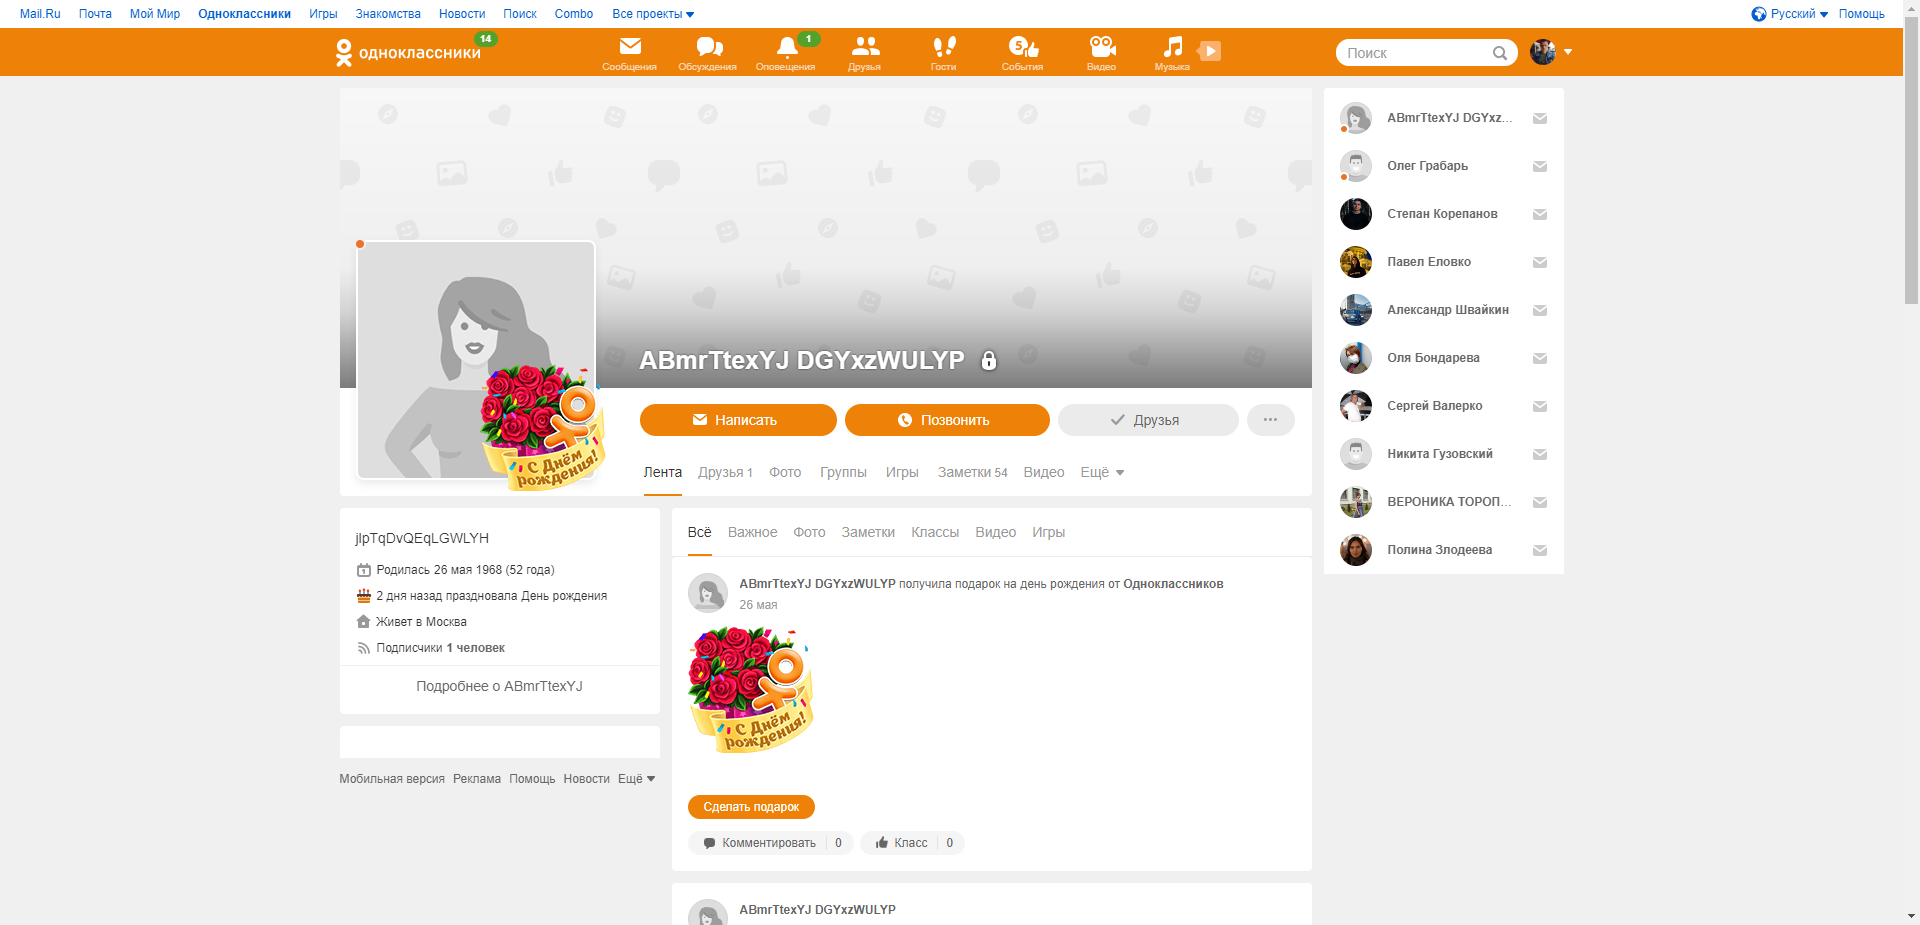 Mail.Ru Почта Мой Мир Одноклассники Игры Знакомства Новости Поиск Combo Все проекты Русский Помощь
одноклассники 14
Сообщения Обсуждения Оповещения 1 Друзья Гости События 5 Видео Музыка
Поиск
ABmrTtexYJ DGYxzWULYP
Написать Позвонить Друзья ...
Лента Друзья 1 Фото Группы Игры Заметки 54 Видео Ещё
С Днём
рождения!
jlpTqDvQEqLGWLYH
Родилась 26 мая 1968 (52 года)
2 дня назад праздновала День рождения
Живет в Москва
Подписчики 1 человек
Подробнее о ABmrTtexYJ
Мобильная версия Реклама Помощь Новости Ещё
Всё Важное Фото Заметки Классы Видео Игры
ABmrTtexYJ DGYxzWULYP получила подарок на день рождения от Одноклассников
26 мая
С Днём
рождения!
Сделать подарок
Комментировать 0 Класс 0
ABmrTtexYJ DGYxzWULYP
ABmrTtexYJ DGYxz...
Олег Грабарь
Степан Корепанов
Павел Еловко
Александр Швайкин
Оля Бондарева
Сергей Валерко
Никита Гузовский
ВЕРОНИКА ТОРОП...
Полина Злодеева